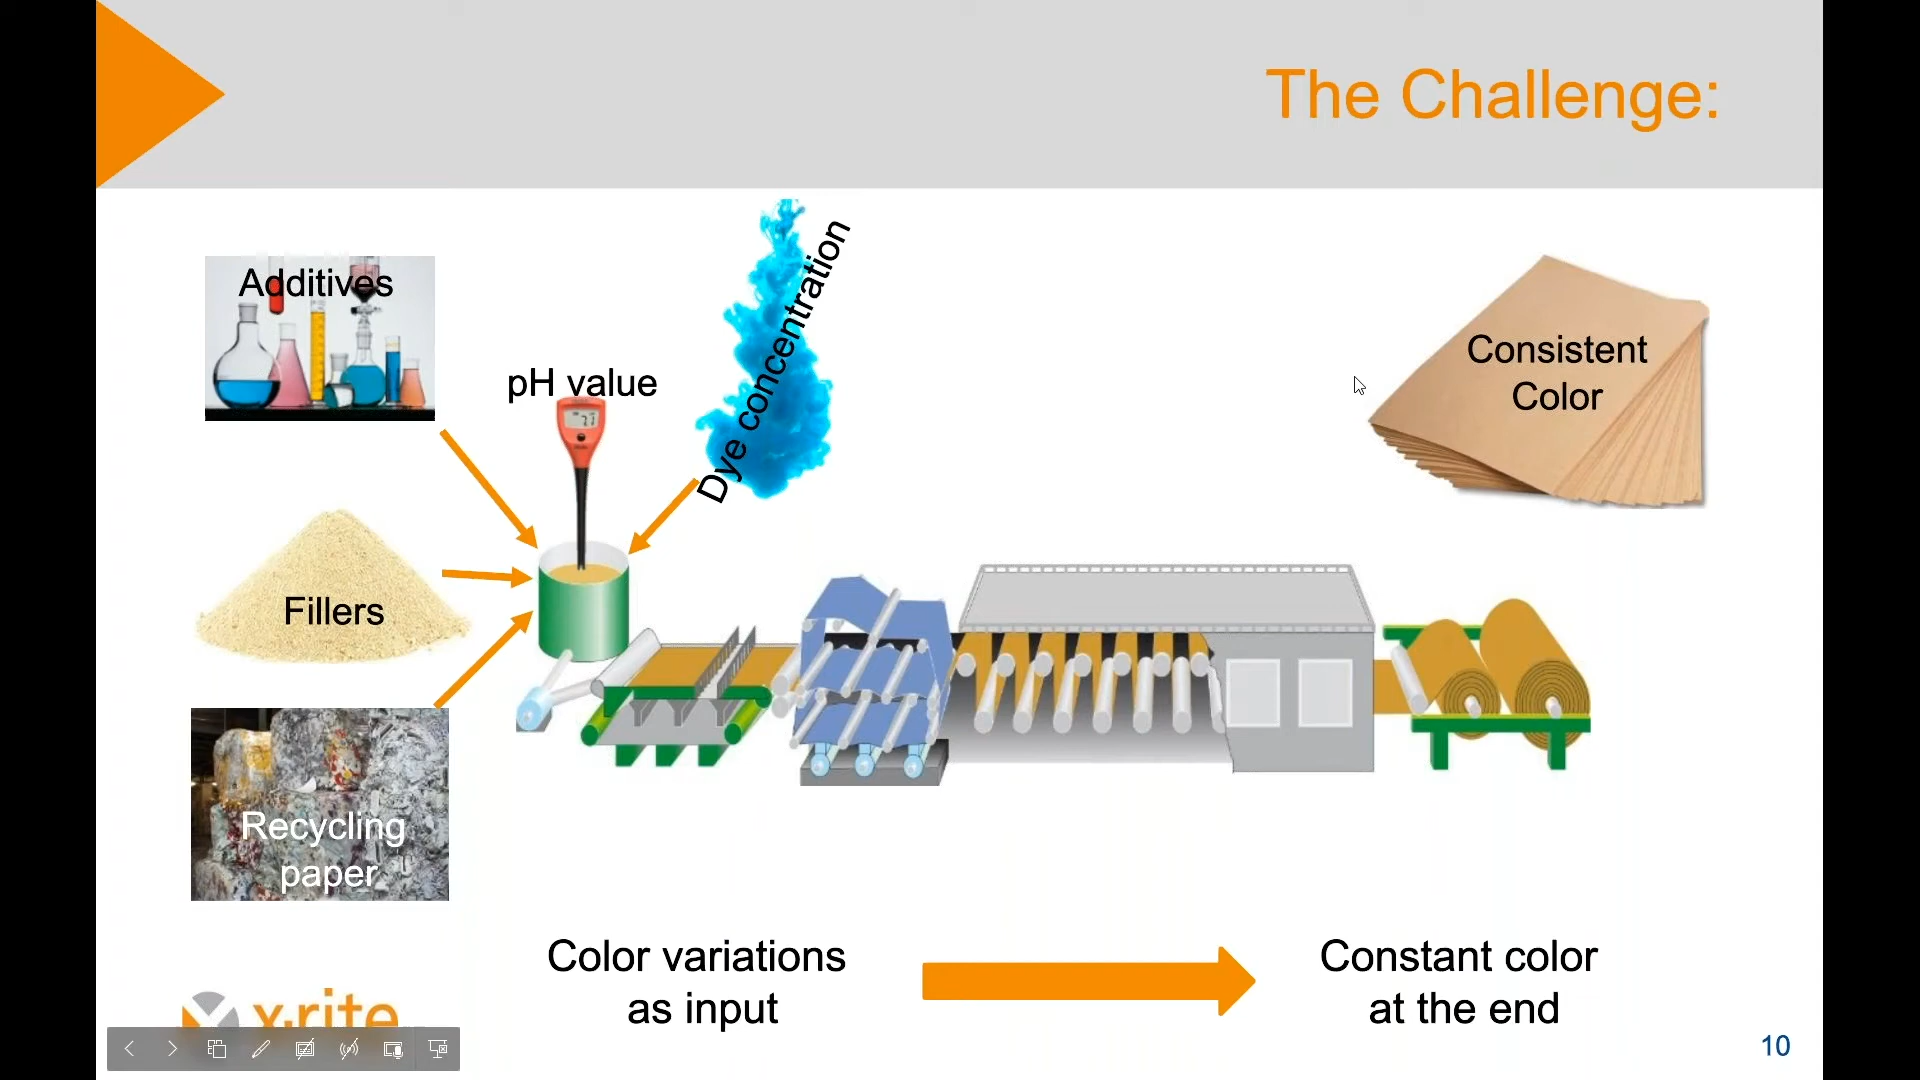 The Challenge:
Additives
pH value
Dye concentration
Consistent
Color
Fillers
Recycling
paper
Color variations
as input
Constant color
at the end
x·rite
10